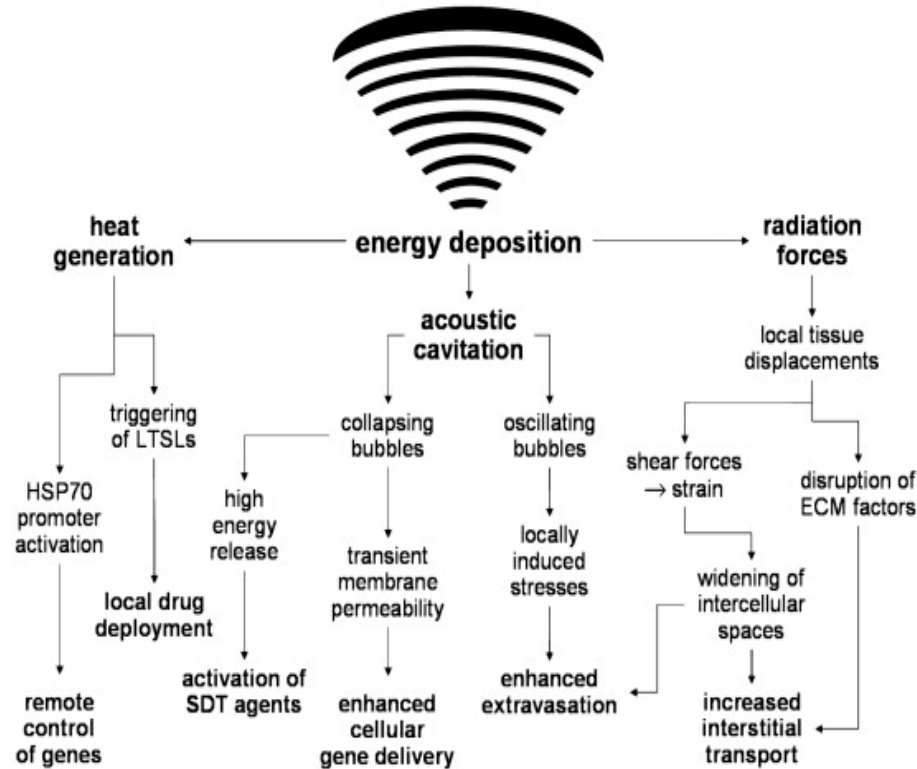 heat
generation
energy deposition
radiation
forces
acoustic
cavitation
local tissue
displacements
triggering
of LTSLs
collapsing
bubbles
oscillating
bubbles
shear forces
→ strain
disruption of
ECM factors
HSP70
promoter
activation
high
energy
release
transient
membrane
permeability
locally
induced
stresses
widening of
intercellular
spaces
local drug
deployment
activation of
SDT agents
enhanced
extravasation
remote
control
of genes
enhanced
cellular
gene delivery
increased
interstitial
transport